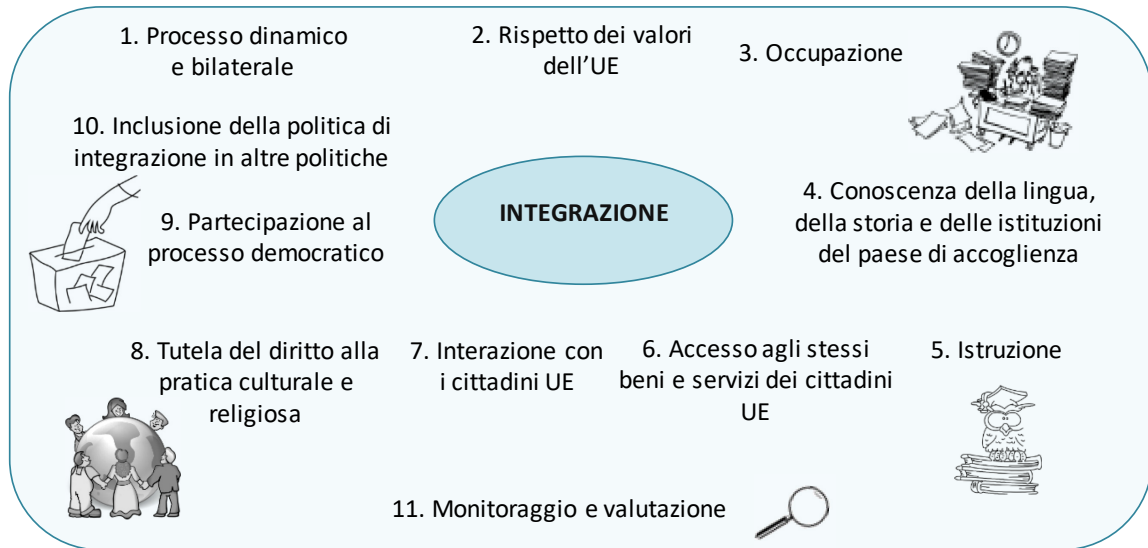 1. Processo dinamico
e bilaterale
2. Rispetto dei valori
dell’UE
3. Occupazione
10. Inclusione della politica di
integrazione in altre politiche
INTEGRAZIONE
4. Conoscenza della lingua,
della storia e delle istituzioni
del paese di accoglienza
9. Partecipazione al
processo democratico
8. Tutela del diritto alla
pratica culturale e
religiosa
7. Interazione con
i cittadini UE
6. Accesso agli stessi
beni e servizi dei cittadini
UE
5. Istruzione
11. Monitoraggio e valutazione